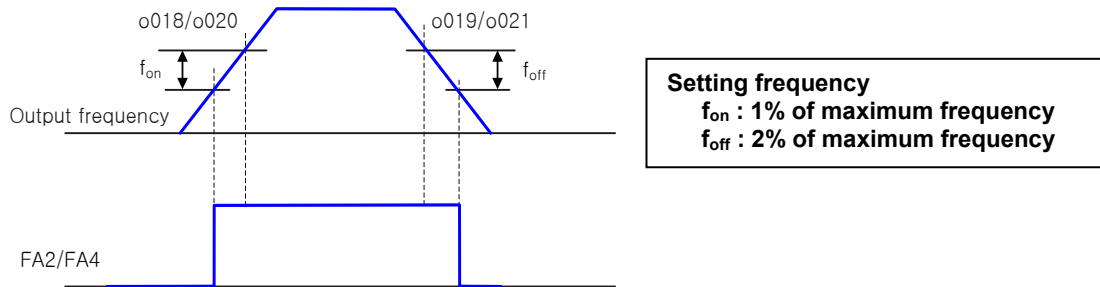 o018/o020
o019/o021
fon
foff
Output frequency
FA2/FA4
Setting frequency
fon : 1% of maximum frequency
foff : 2% of maximum frequency